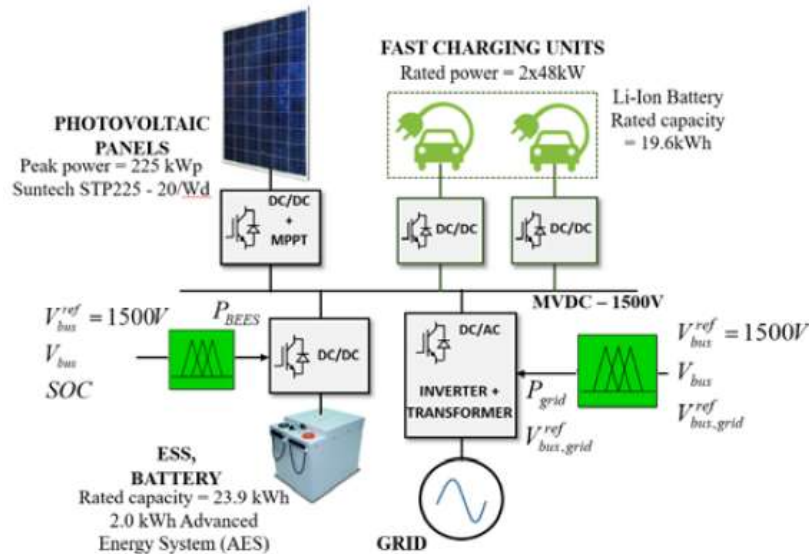 FAST CHARGING UNITS
Rated power = 2x48kW
Li-Ion Battery
Rated capacity
= 19.6kWh
PHOTOVOLTAIC
PANELS
Peak power = 225 kWp
Suntech STP225 - 20/Wd
DC/DC
+
MPPT
DC/DC
DC/DC
MVDC – 1500V
V_bus^ref = 1500V
V_bus
SOC
P_BEES
DC/DC
DC/AC
INVERTER +
TRANSFORMER
P_grid
V_bus,grid^ref
V_bus^ref = 1500V
V_bus
V_bus,grid^ref
ESS,
BATTERY
Rated capacity = 23.9 kWh
2.0 kWh Advanced
Energy System (AES)
GRID